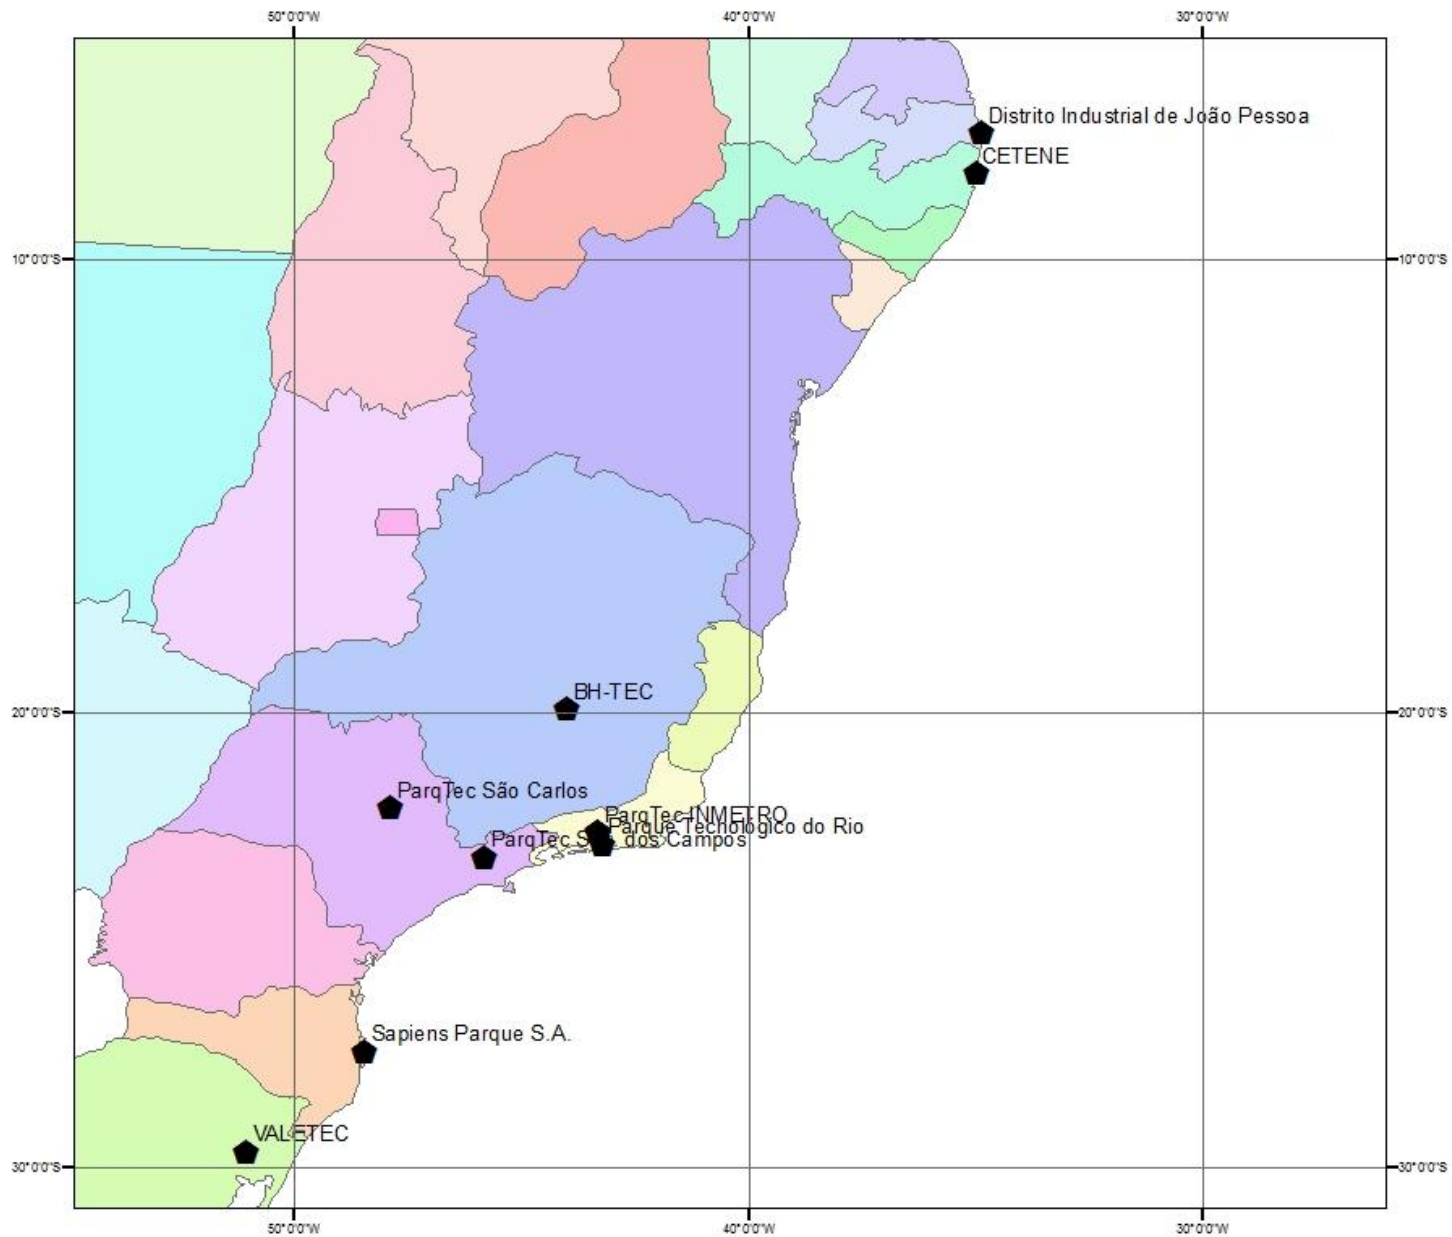 50°0'0"W 40°0'0"W 30°0'0"W
Distrito Industrial de João Pessoa
CETENE
10°0'0"S 10°0'0"S
BH-TEC
20°0'0"S 20°0'0"S
ParqTec São Carlos
ParqTec INMETRO
Parque Tecnológico do Rio
ParqTec dos Campos
Sapiens Parque S.A.
VALETEC
30°0'0"S 30°0'0"S
50°0'0"W 40°0'0"W 30°0'0"W